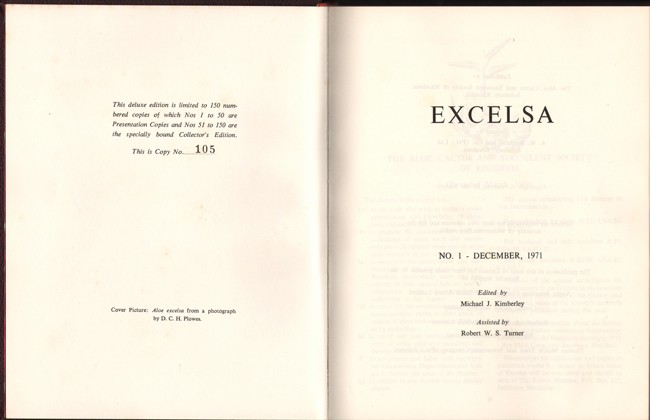 This deluxe edition is limited to 150 num-
bered copies of which Nos 1 to 50 are
Presentation Copies and Nos 51 to 150 are
the specially bound Collector's Edition.
This is Copy No. 105
Cover Picture: Aloe excelsa from a photograph
by D. C. H. Plowes.
EXCELSA
NO. 1 - DECEMBER, 1971
Edited by
Michael J. Kimberley
Assisted by
Robert W. S. Turner